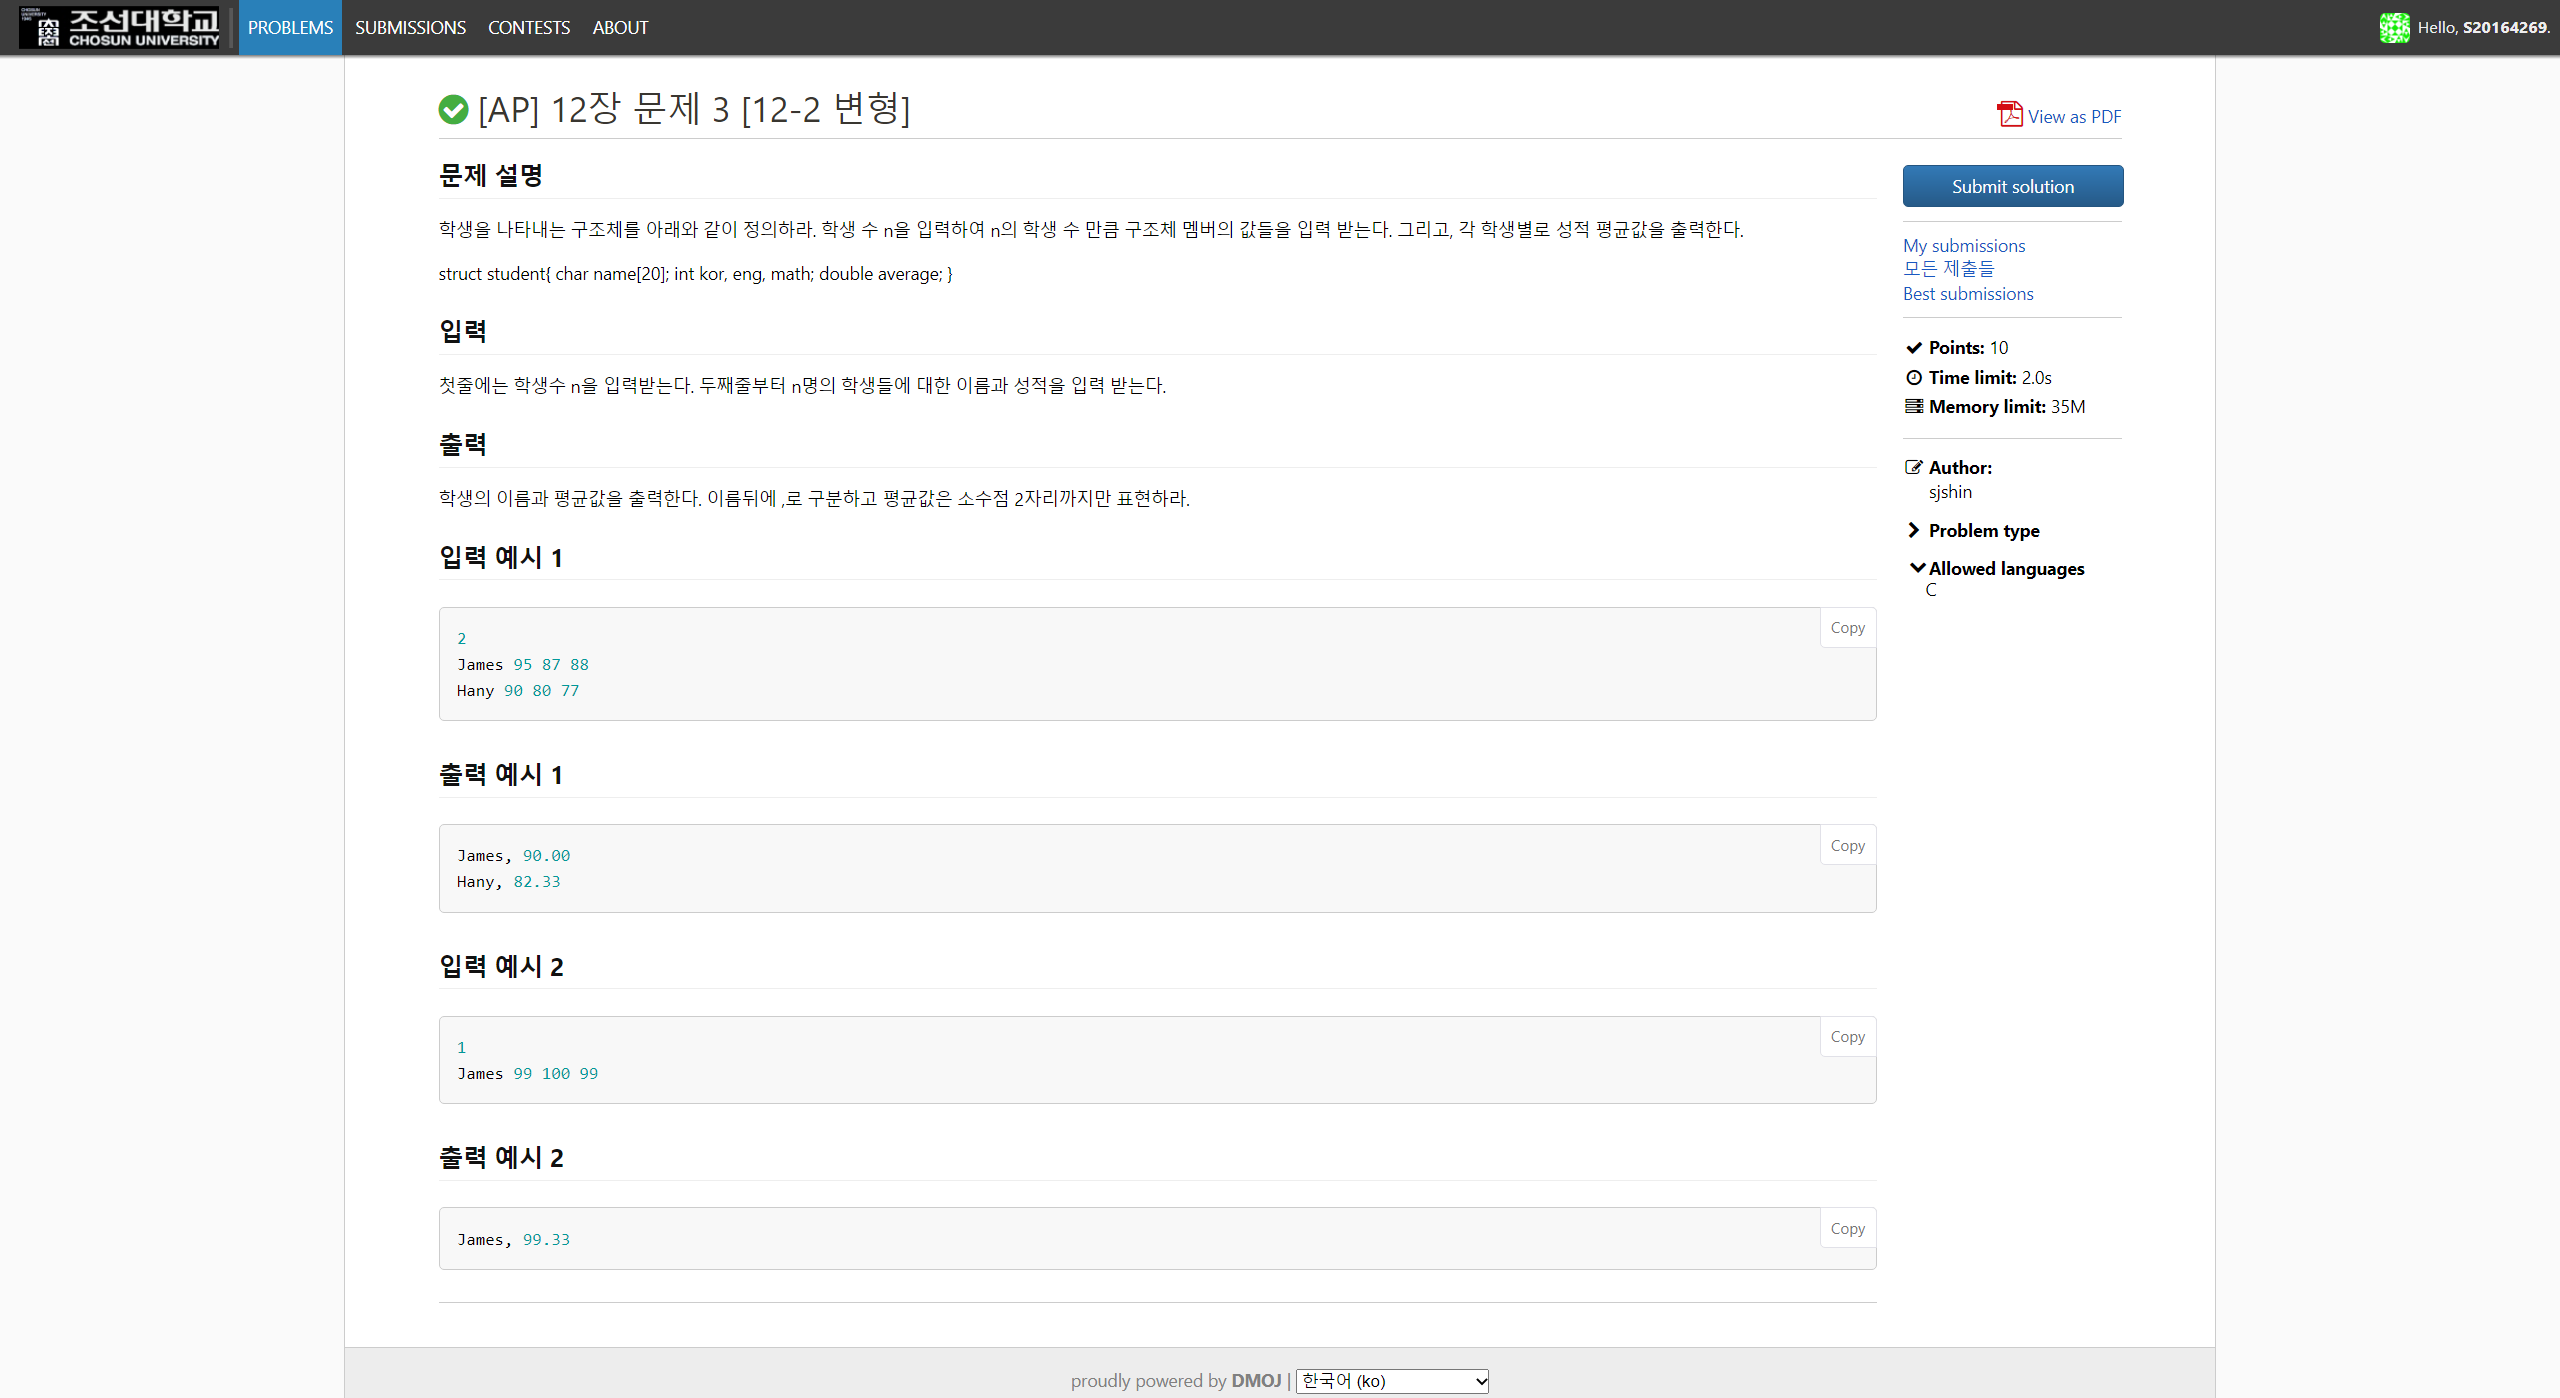 조선대학교
CHOSUN UNIVERSITY
PROBLEMS SUBMISSIONS CONTESTS ABOUT
Hello, S20164269.
[AP] 12장 문제 3 [12-2 변형]
View as PDF
문제 설명
학생을 나타내는 구조체를 아래와 같이 정의하라. 학생 수 n을 입력하여 n의 학생 수 만큼 구조체 멤버의 값들을 입력 받는다. 그리고, 각 학생별로 성적 평균값을 출력한다.
struct student{ char name[20]; int kor, eng, math; double average; }
입력
첫줄에는 학생수 n을 입력받는다. 두째줄부터 n명의 학생들에 대한 이름과 성적을 입력 받는다.
출력
학생의 이름과 평균값을 출력한다. 이름뒤에 ,로 구분하고 평균값은 소수점 2자리까지만 표현하라.
입력 예시 1
Copy
2
James 95 87 88
Hany 90 80 77
출력 예시 1
Copy
James, 90.00
Hany, 82.33
입력 예시 2
Copy
1
James 99 100 99
출력 예시 2
Copy
James, 99.33
Submit solution
My submissions
모든 제출들
Best submissions
Points: 10
Time limit: 2.0s
Memory limit: 35M
Author:
sjshin
Problem type
Allowed languages
C
proudly powered by DMOJ | 한국어 (ko)